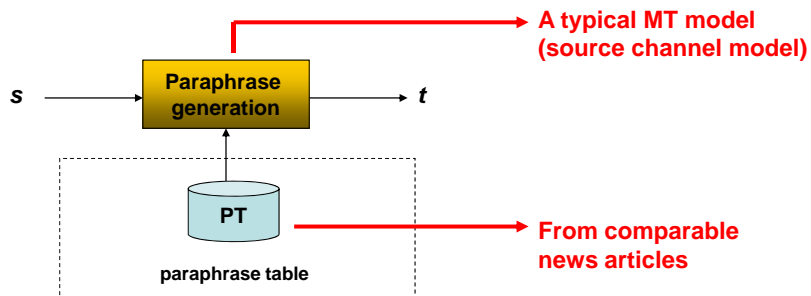 A typical MT model
(source channel model)
s
Paraphrase
generation
t
PT
paraphrase table
From comparable
news articles